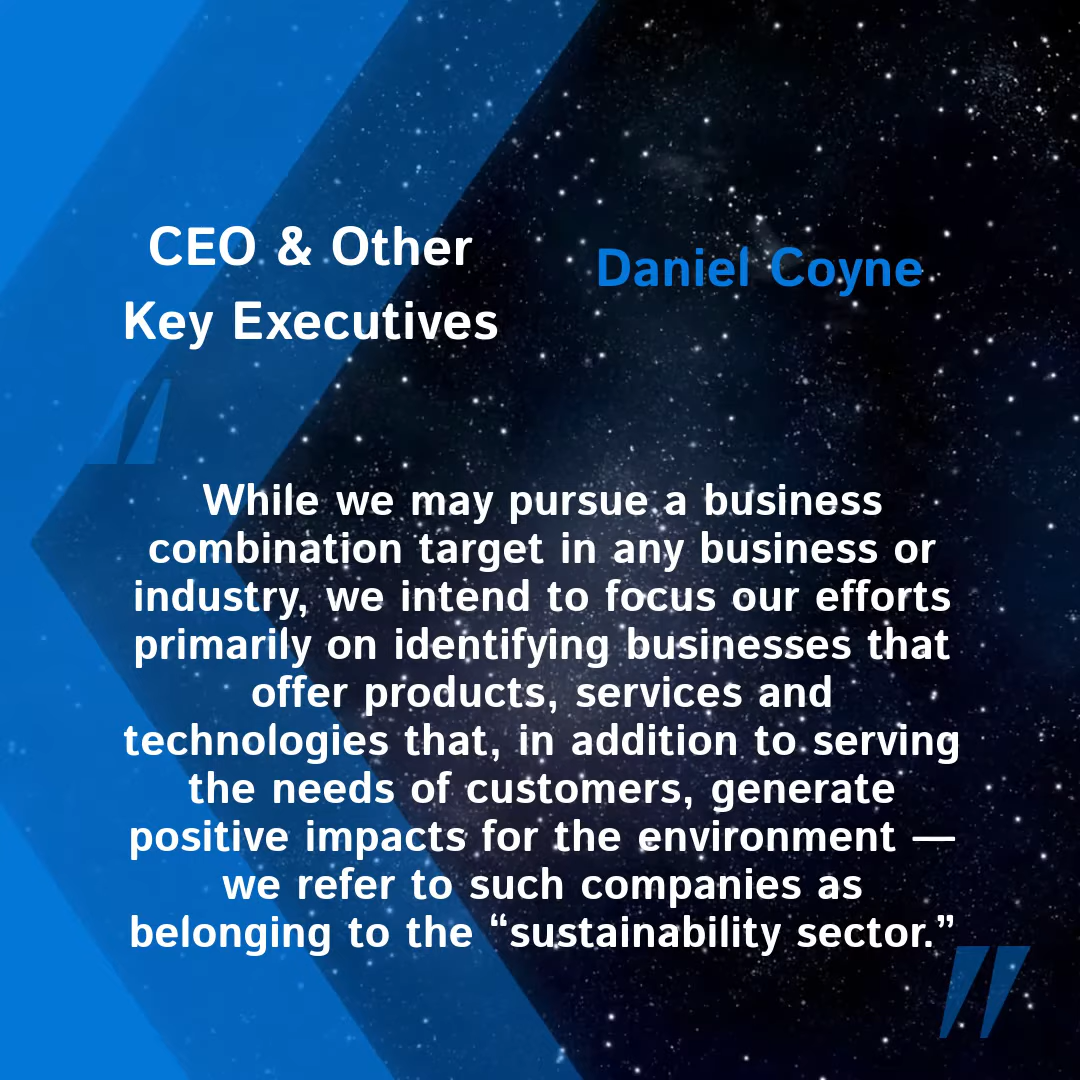 CEO & Other
Key Executives
Daniel Coyne
While we may pursue a business
combination target in any business or
industry, we intend to focus our efforts
primarily on identifying businesses that
offer products, services and
technologies that, in addition to serving
the needs of customers, generate
positive impacts for the environment —
we refer to such companies as
belonging to the “sustainability sector.”